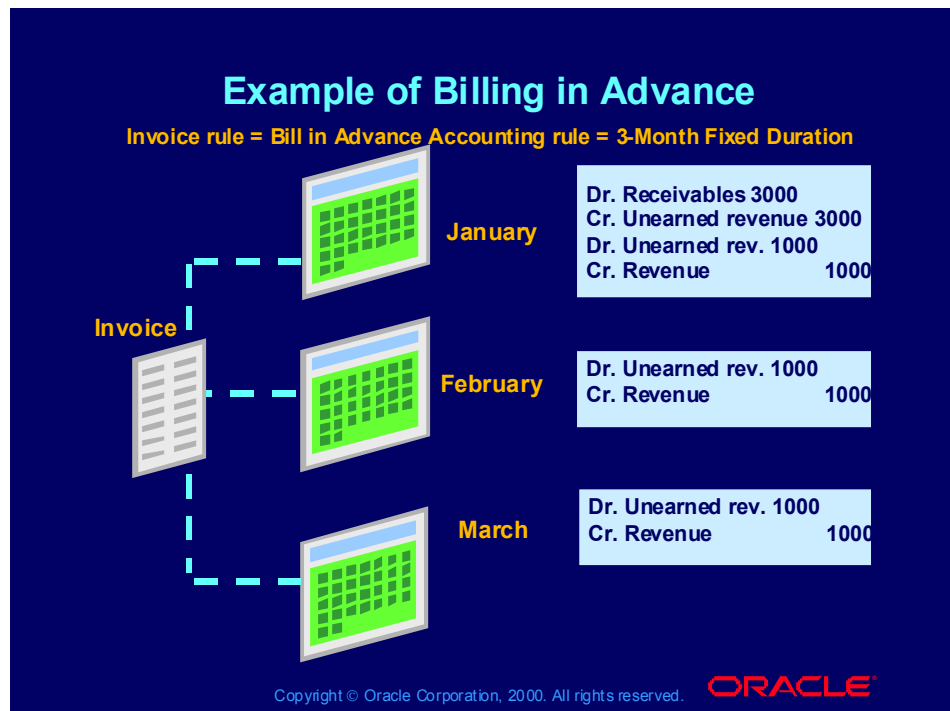 Example of Billing in Advance
Invoice rule = Bill in Advance Accounting rule = 3-Month Fixed Duration
Invoice
January
Dr. Receivables 3000
Cr. Unearned revenue 3000
Dr. Unearned rev. 1000
Cr. Revenue 1000
February
Dr. Unearned rev. 1000
Cr. Revenue 1000
March
Dr. Unearned rev. 1000
Cr. Revenue 1000
Copyright © Oracle Corporation, 2000. All rights reserved.
ORACLE®